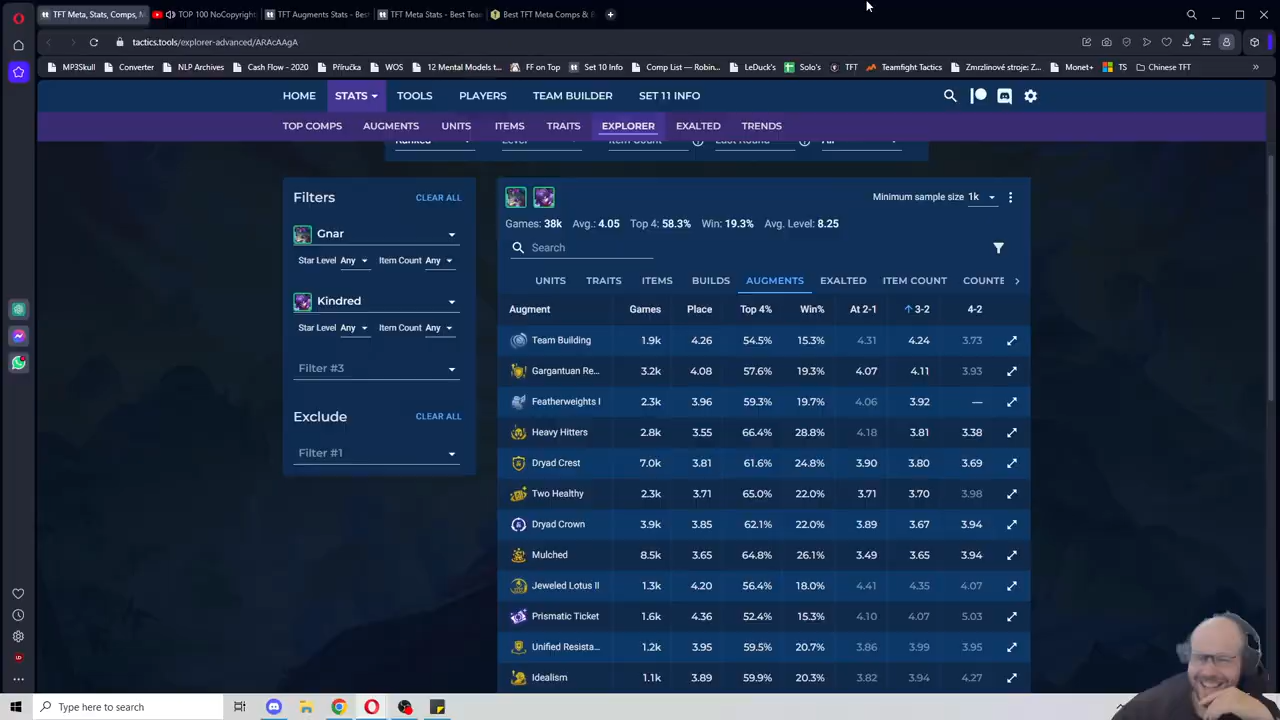 TFT Meta, Stats, Comps, M
TOP 100 NoCopyright
TFT Augments Stats - Bes
TFT Meta Stats - Best Tea
Best TFT Meta Comps & B
tactics.tools/explorer-advanced/ARAcAAgA
MP3Skull
Converter
NLP Archives
Cash Flow - 2020
Příručka
WOS
12 Mental Models t...
FF on Top
Set 10 Info
Comp List — Robin...
LeDuck's
Solo's
TFT
Teamfight Tactics
Zmrzlinové stroje: Z...
Monet+
TS
Chinese TFT
HOME
STATS
TOOLS
PLAYERS
TEAM BUILDER
SET 11 INFO
TOP COMPS
AUGMENTS
UNITS
ITEMS
TRAITS
EXPLORER
EXALTED
TRENDS
Ranked
Level
Item Count
Last Round
All
Filters
CLEAR ALL
Gnar
Star Level Any Item Count Any
Kindred
Star Level Any Item Count Any
Filter #3
Exclude
CLEAR ALL
Filter #1
Minimum sample size 1k
Games: 38k Avg.: 4.05 Top 4: 58.3% Win: 19.3% Avg. Level: 8.25
Search
UNITS TRAITS ITEMS BUILDS AUGMENTS EXALTED ITEM COUNT COUNTE
Augment Games Place Top 4% Win% At 2-1 3-2 4-2
Team Building 1.9k 4.26 54.5% 15.3% 4.31 4.24 3.73
Gargantuan Re... 3.2k 4.08 57.6% 19.3% 4.07 4.11 3.93
Featherweights I 2.3k 3.96 59.3% 19.7% 4.06 3.92 —
Heavy Hitters 2.8k 3.55 66.4% 28.8% 4.18 3.81 3.38
Dryad Crest 7.0k 3.81 61.6% 24.8% 3.90 3.80 3.69
Two Healthy 2.3k 3.71 65.0% 22.0% 3.71 3.70 3.98
Dryad Crown 3.9k 3.85 62.1% 22.0% 3.89 3.67 3.94
Mulched 8.5k 3.65 64.8% 26.1% 3.49 3.65 3.94
Jeweled Lotus II 1.3k 4.20 56.4% 18.0% 4.41 4.35 4.07
Prismatic Ticket 1.6k 4.36 52.4% 15.3% 4.10 4.07 5.03
Unified Resista... 1.2k 3.95 59.5% 20.7% 3.86 3.99 3.95
Idealism 1.1k 3.89 59.9% 20.3% 3.82 3.94 4.27
Type here to search